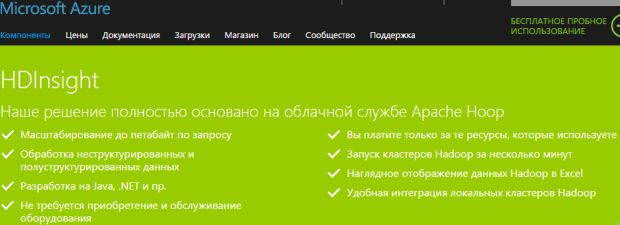 Microsoft Azure
БЕСПЛАТНОЕ ПРОБНОЕ
ИСПОЛЬЗОВАНИЕ
Компоненты Цены Документация Загрузки Магазин Блог Сообщество Поддержка
HDInsight
Наше решение полностью основано на облачной службе Apache Hoop
Масштабирование до петабайт по запросу
Обработка неструктурированных и
полуструктурированных данных
Разработка на Java, .NET и пр.
Не требуется приобретение и обслуживание
оборудования
Вы платите только за те ресурсы, которые используете
Запуск кластеров Hadoop за несколько минут
Наглядное отображение данных Hadoop в Excel
Удобная интеграция локальных кластеров Hadoop